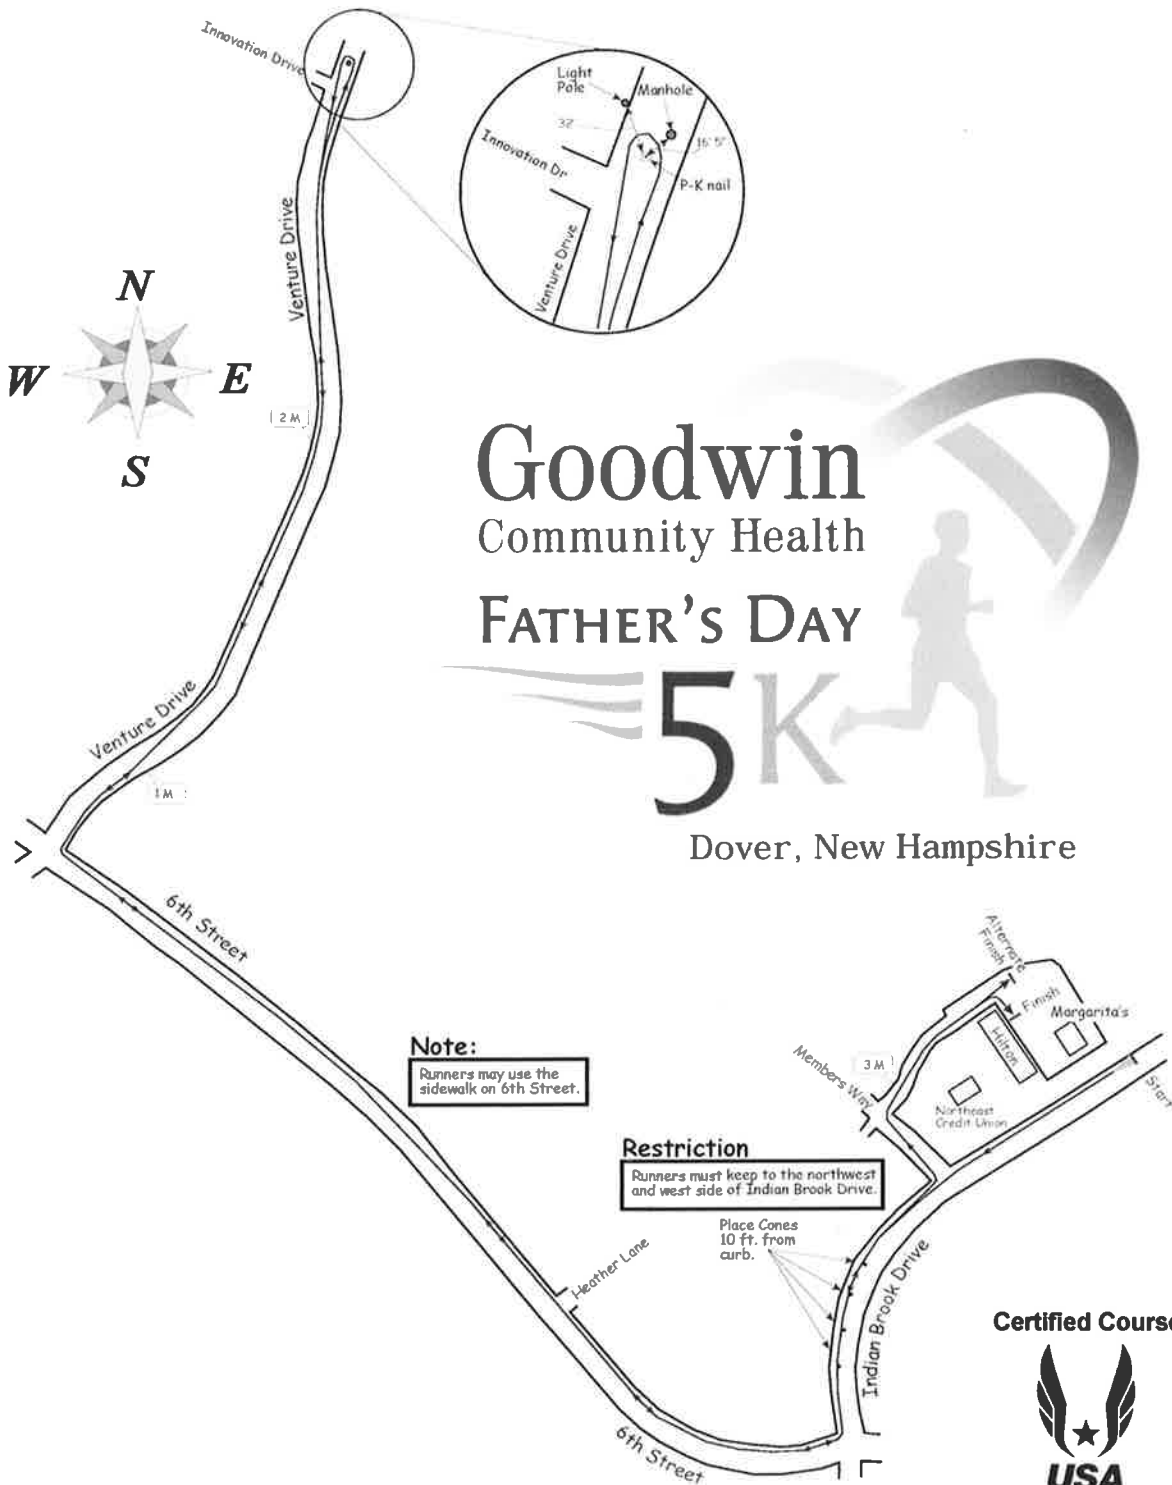 Innovation Drive
Light
Pole
Manhole
32'
16' 5"
Innovation Dr
P-K nail
Venture Drive
Venture Drive
N
W
E
S
2 M
Goodwin
Community Health
FATHER'S DAY
5K
Dover, New Hampshire
Venture Drive
1 M
6th Street
Alternate
Finish
Finish
Margarita's
Hilton
Members Way
3 M
Start
Northeast
Credit Union
Note:
Runners may use the
sidewalk on 6th Street.
Restriction
Runners must keep to the northwest
and west side of Indian Brook Drive.
Place Cones
10 ft. from
curb.
Heather Lane
Indian Brook Drive
6th Street
Certified Course
USA